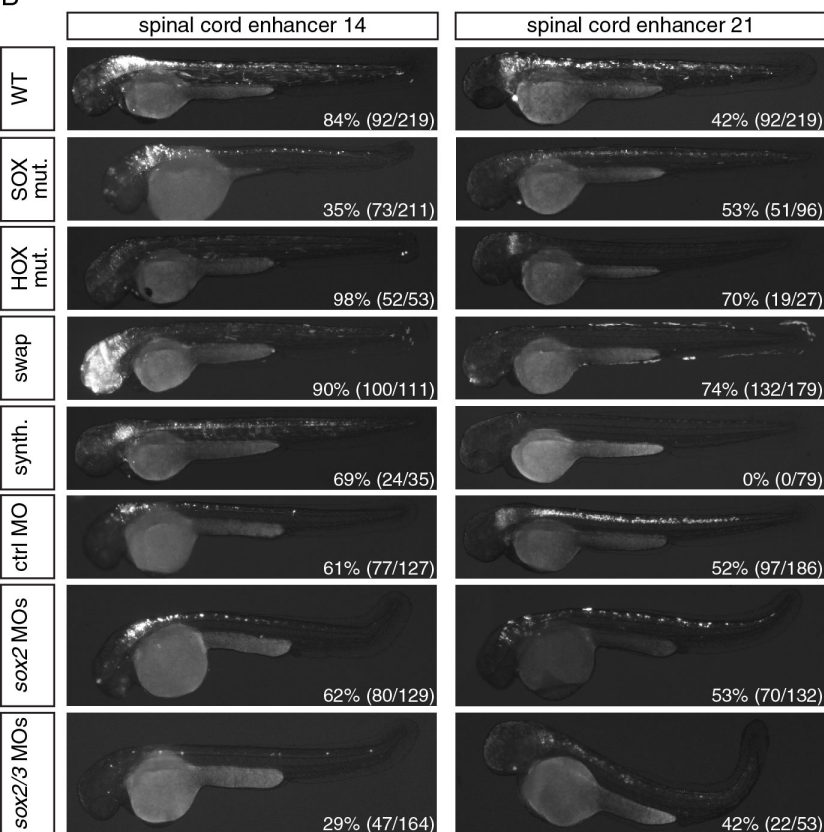 spinal cord enhancer 14
spinal cord enhancer 21
WT
84% (92/219)
42% (92/219)
SOX
mut.
35% (73/211)
53% (51/96)
HOX
mut.
98% (52/53)
70% (19/27)
swap
90% (100/111)
74% (132/179)
synth.
69% (24/35)
0% (0/79)
ctrl MO
61% (77/127)
52% (97/186)
sox2 MOs
62% (80/129)
53% (70/132)
sox2/3 MOs
29% (47/164)
42% (22/53)